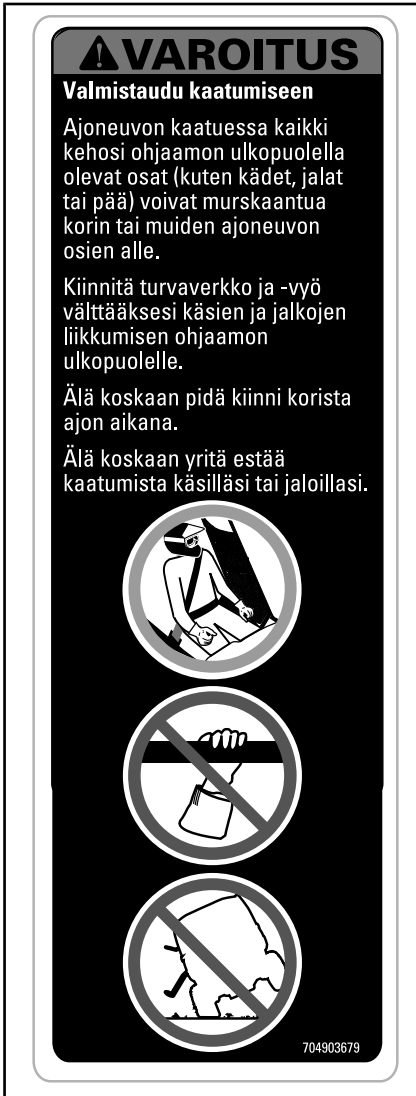 VAROITUS
Valmistaudu kaatumiseen
Ajoneuvon kaatuessa kaikki
kehosi ohjaamon ulkopuolella
olevat osat (kuten kädet, jalat
tai pää) voivat murskaantua
korin tai muiden ajoneuvon
osien alle.
Kiinnitä turvaverkko ja -vyö
välttääksesi käsien ja jalkojen
liikkumisen ohjaamon
ulkopuolelle.
Älä koskaan pidä kiinni korista
ajon aikana.
Älä koskaan yritä estää
kaatumista käsilläsi tai jaloillasi.
704903679